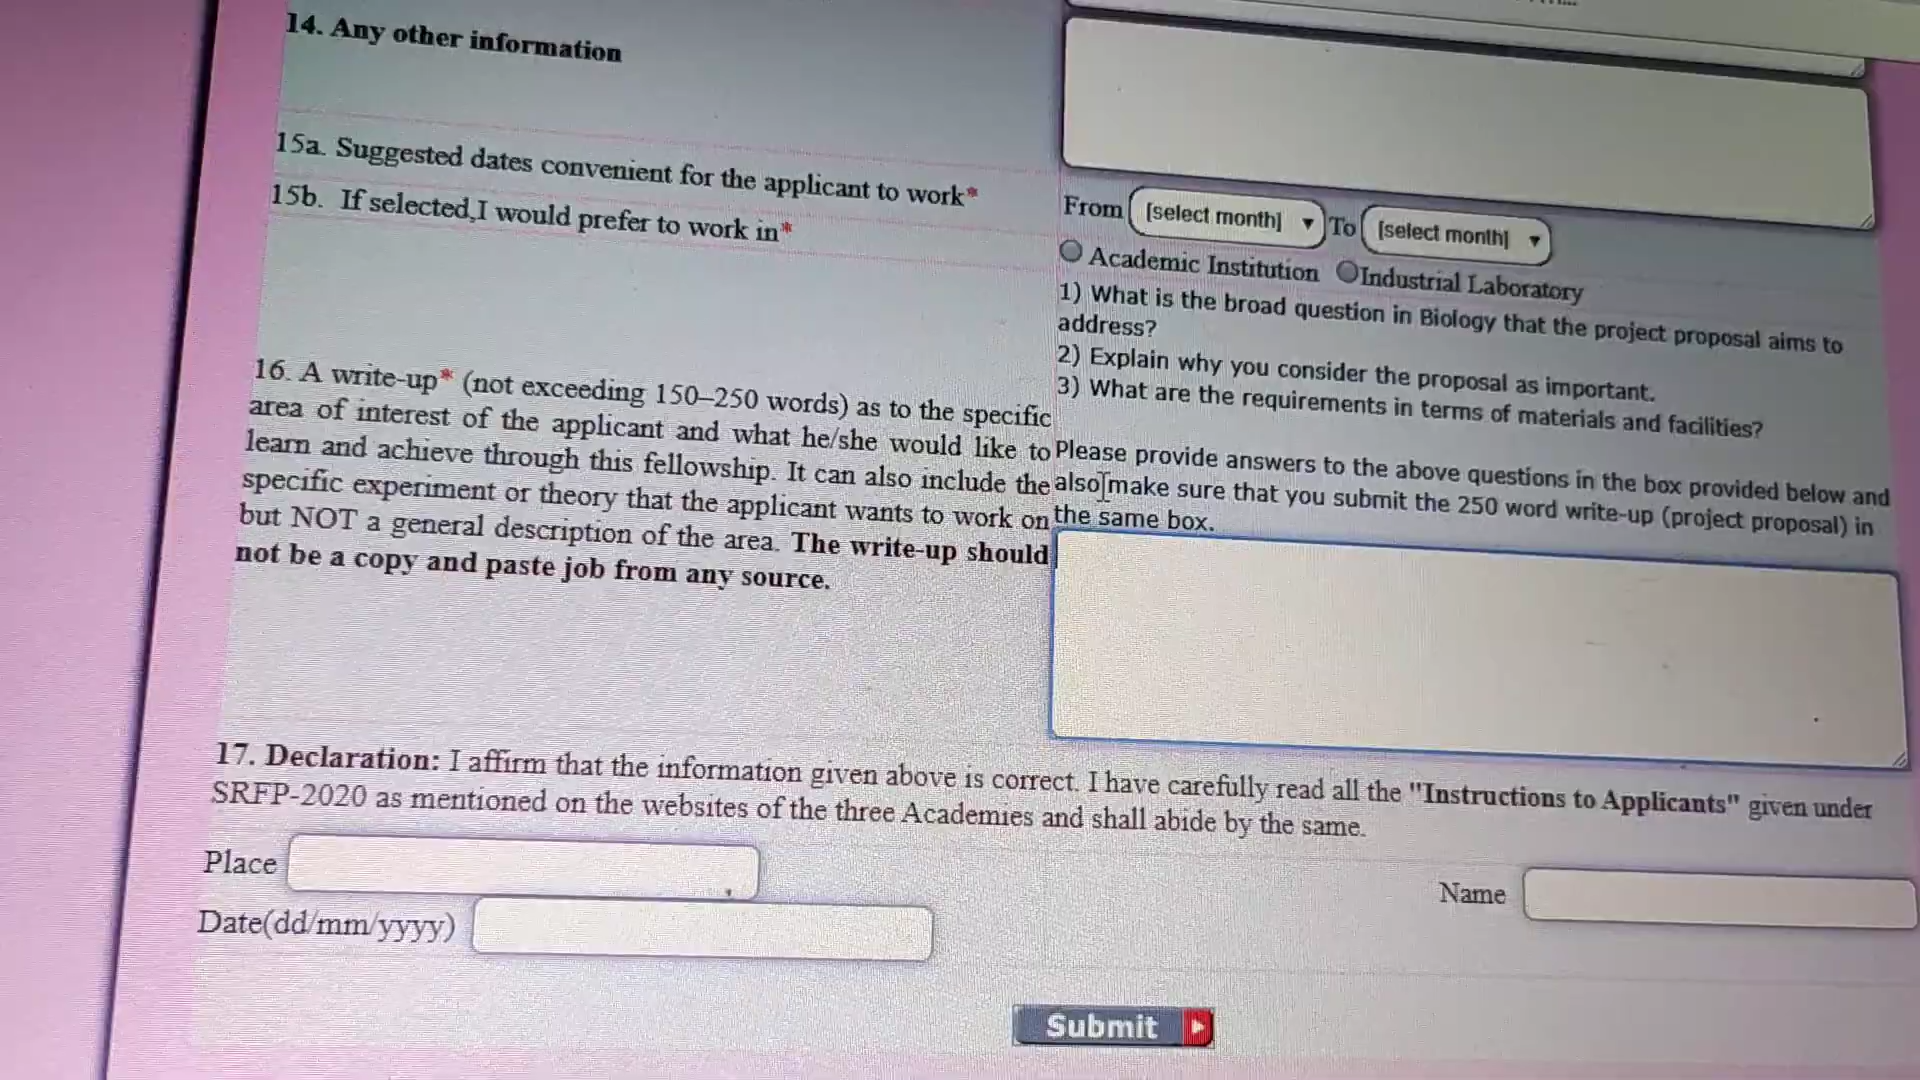 14. Any other information
15a. Suggested dates convenient for the applicant to work*
From [select month] To [select month]
15b. If selected,I would prefer to work in*
Academic Institution Industrial Laboratory
16. A write-up* (not exceeding 150–250 words) as to the specific
area of interest of the applicant and what he/she would like to
learn and achieve through this fellowship. It can also include the
specific experiment or theory that the applicant wants to work on
but NOT a general description of the area. The write-up should
not be a copy and paste job from any source.
1) What is the broad question in Biology that the project proposal aims to
address?
2) Explain why you consider the proposal as important.
3) What are the requirements in terms of materials and facilities?
Please provide answers to the above questions in the box provided below and
also make sure that you submit the 250 word write-up (project proposal) in
the same box.
17. Declaration: I affirm that the information given above is correct. I have carefully read all the "Instructions to Applicants" given under
SRFP-2020 as mentioned on the websites of the three Academies and shall abide by the same.
Place
Name
Date(dd/mm/yyyy)
Submit